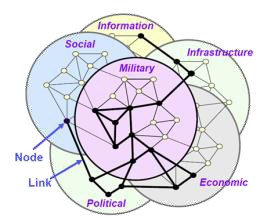 Information
Social
Infrastructure
Military
Node
Link
Economic
Political